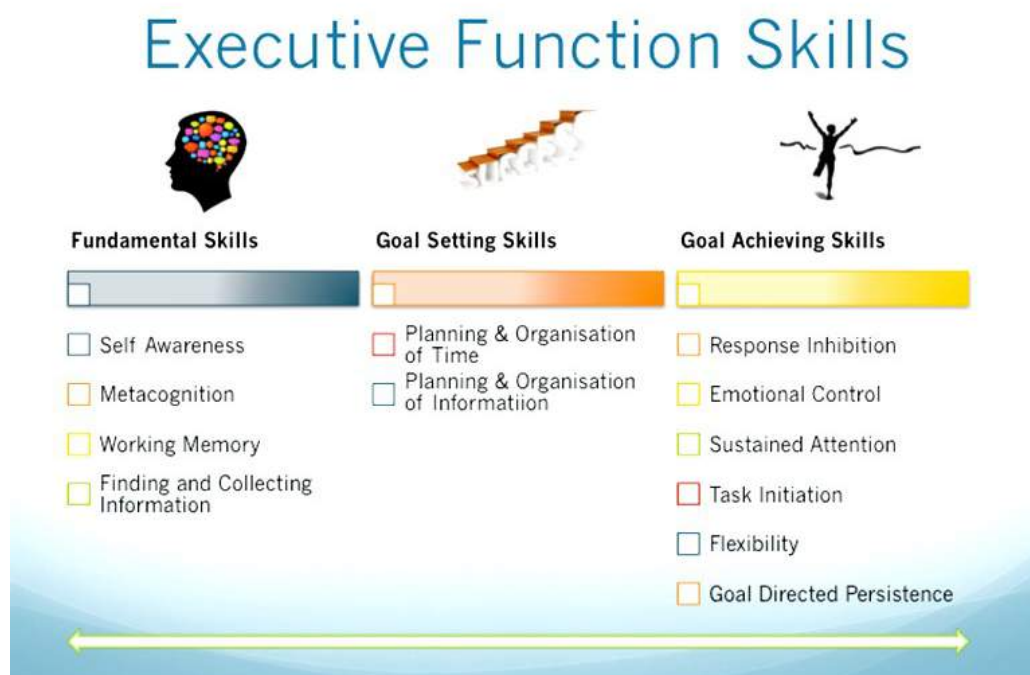 Executive Function Skills
SUCCESS
Fundamental Skills
Self Awareness
Metacognition
Working Memory
Finding and Collecting
Information
Goal Setting Skills
Planning & Organisation
of Time
Planning & Organisation
of Informatiion
Goal Achieving Skills
Response Inhibition
Emotional Control
Sustained Attention
Task Initiation
Flexibility
Goal Directed Persistence